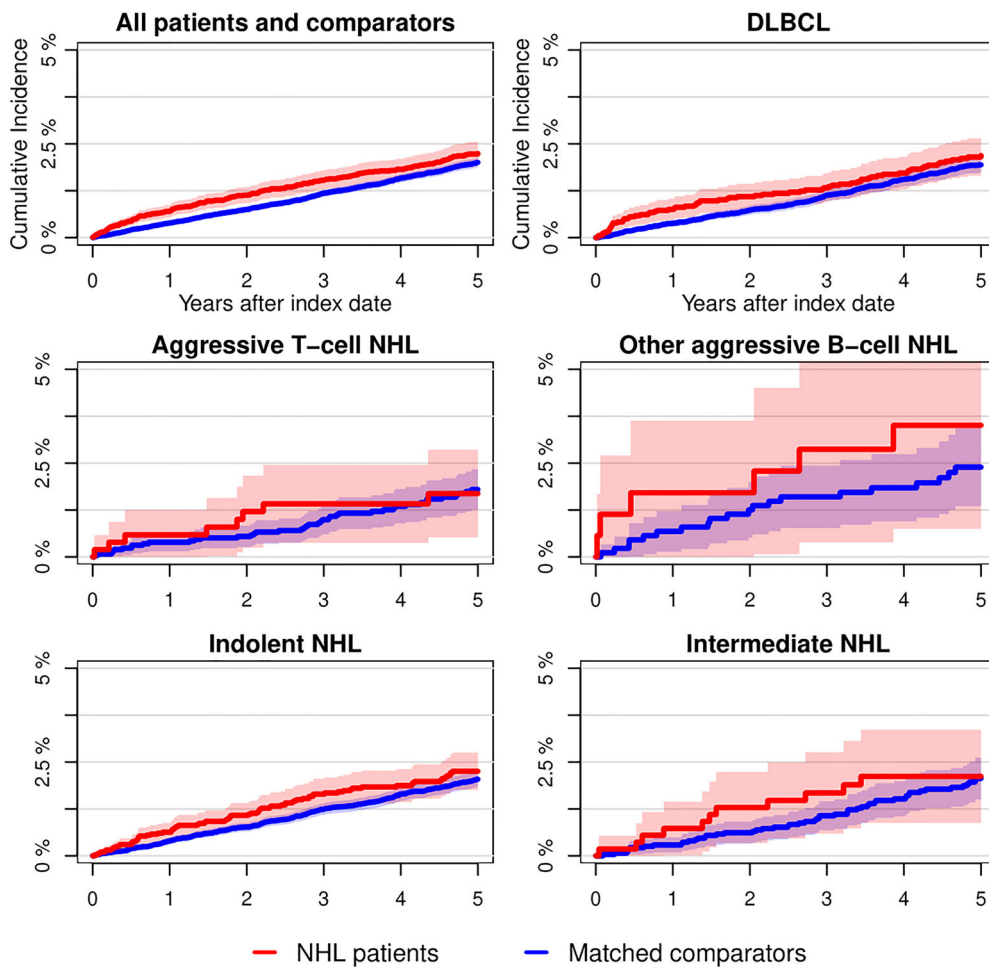 All patients and comparators
DLBCL
Cumulative Incidence
0 %
2.5 %
5 %
0 1 2 3 4 5
Years after index date
Cumulative Incidence
0 %
2.5 %
5 %
0 1 2 3 4 5
Years after index date
Aggressive T−cell NHL
Other aggressive B−cell NHL
0 %
2.5 %
5 %
0 1 2 3 4 5
0 %
2.5 %
5 %
0 1 2 3 4 5
Indolent NHL
Intermediate NHL
0 %
2.5 %
5 %
0 1 2 3 4 5
0 %
2.5 %
5 %
0 1 2 3 4 5
NHL patients
Matched comparators